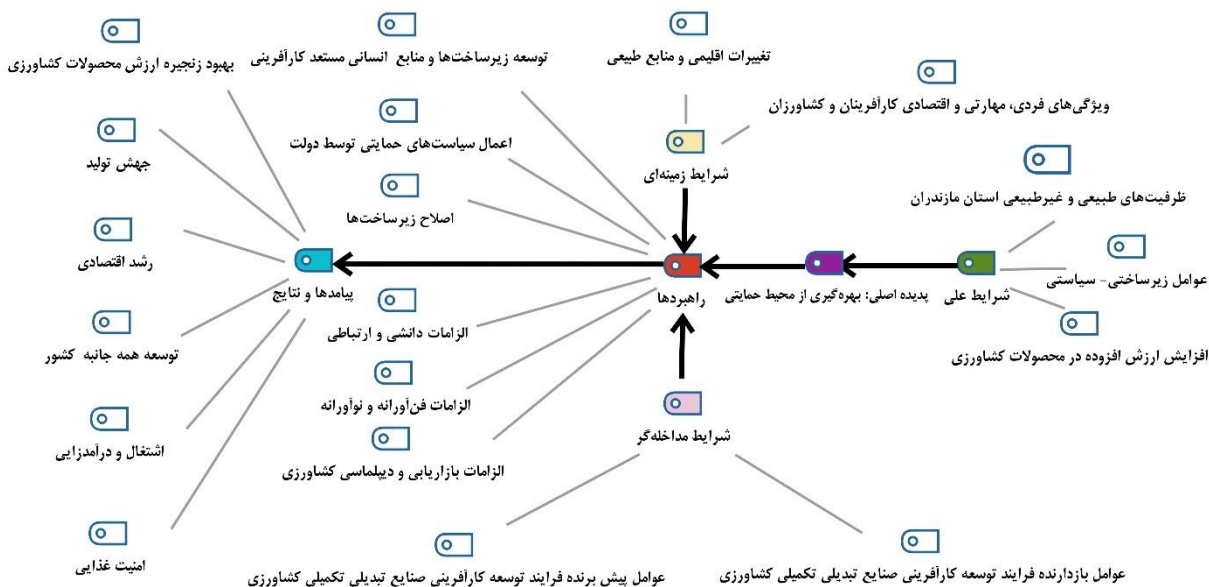 تغییرات اقلیمی و منابع طبیعی
توسعه زیرساخت‌ها و منابع انسانی مستعد کارآفرینی
بهبود زنجیره ارزش محصولات کشاورزی
ویژگی‌های فردی، مهارتی و اقتصادی کارآفرینان و کشاورزان
اعمال سیاست‌های حمایتی توسط دولت
جهش تولید
شرایط زمینه‌ای
ظرفیت‌های طبیعی و غیرطبیعی استان مازندران
اصلاح زیرساخت‌ها
رشد اقتصادی
عوامل زیرساختی- سیاستی
شرایط علی
پدیده اصلی: بهره‌گیری از محیط حمایتی
راهبردها
پیامدها و نتایج
الزامات دانشی و ارتباطی
توسعه همه جانبه کشور
افزایش ارزش افزوده در محصولات کشاورزی
الزامات فن‌آورانه و نوآورانه
شرایط مداخله‌گر
اشتغال و درآمدزایی
الزامات بازاریابی و دیپلماسی کشاورزی
امنیت غذایی
عوامل بازدارنده فرایند توسعه کارآفرینی صنایع تبدیلی تکمیلی کشاورزی
عوامل پیش برنده فرایند توسعه کارآفرینی صنایع تبدیلی تکمیلی کشاورزی